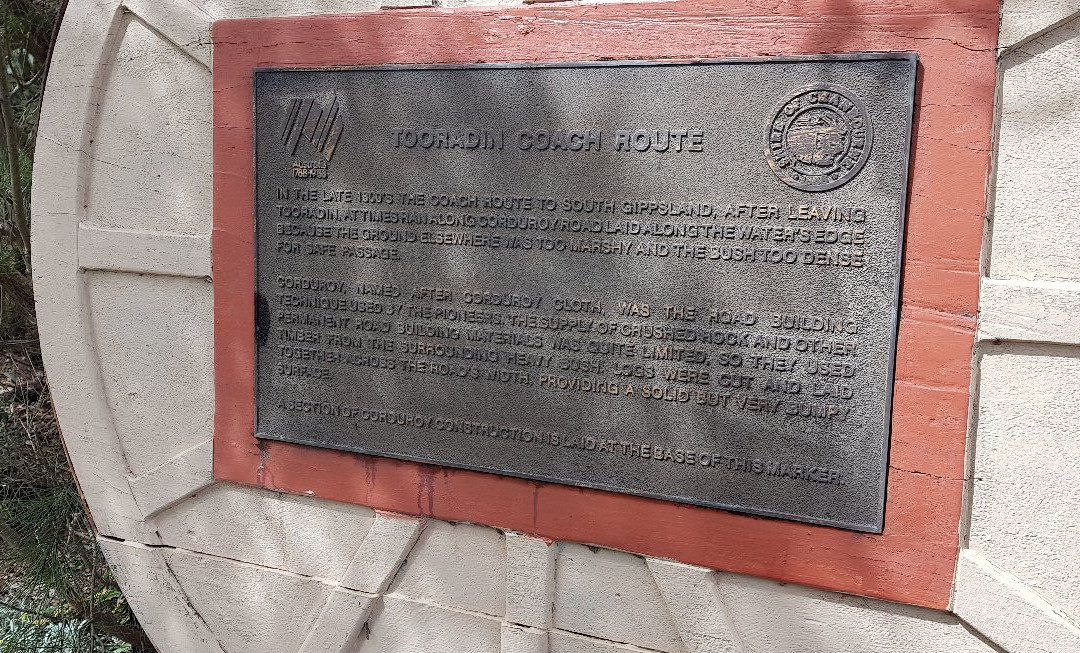 TOORADIN COACH ROUTE
AUSTRALIA
1788-1988
SHIRE OF CRANBOURNE
IN THE LATE 1800'S THE COACH ROUTE TO SOUTH GIPPSLAND, AFTER LEAVING
TOORADIN, AT TIMES RAN ALONG CORDUROY ROAD LAID ALONG THE WATER'S EDGE
BECAUSE THE GROUND ELSEWHERE WAS TOO MARSHY AND THE BUSH TOO DENSE
FOR SAFE PASSAGE.
CORDUROY, NAMED AFTER CORDUROY CLOTH, WAS THE ROAD BUILDING
TECHNIQUE USED BY THE PIONEERS. THE SUPPLY OF CRUSHED ROCK AND OTHER
PERMANENT ROAD BUILDING MATERIALS WAS QUITE LIMITED, SO THEY USED
TIMBER FROM THE SURROUNDING HEAVY BUSH. LOGS WERE CUT AND LAID
TOGETHER ACROSS THE ROAD'S WIDTH, PROVIDING A SOLID BUT VERY BUMPY
SURFACE.
A SECTION OF CORDUROY CONSTRUCTION IS LAID AT THE BASE OF THIS MARKER.